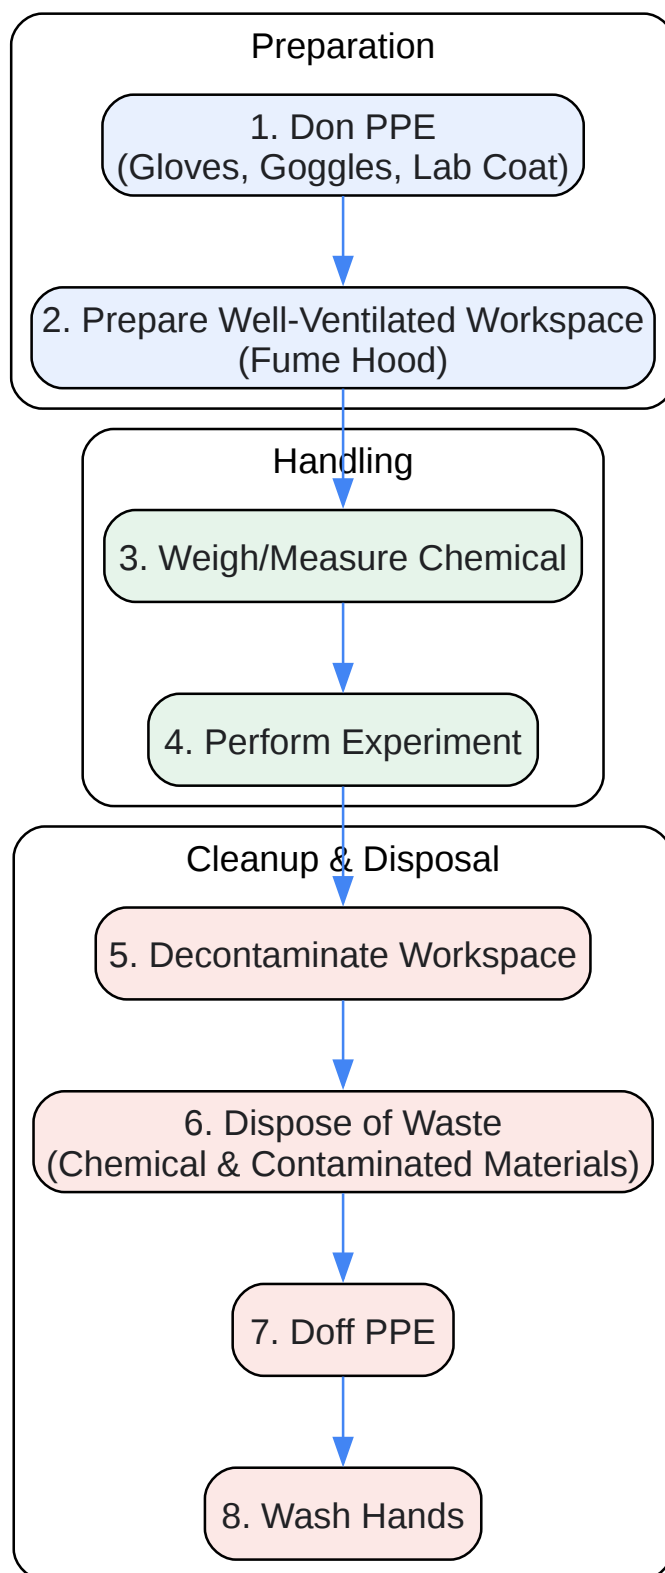 Preparation
1. Don PPE
(Gloves, Goggles, Lab Coat)
2. Prepare Well-Ventilated Workspace
(Fume Hood)
Handling
3. Weigh/Measure Chemical
4. Perform Experiment
Cleanup & Disposal
5. Decontaminate Workspace
6. Dispose of Waste
(Chemical & Contaminated Materials)
7. Doff PPE
8. Wash Hands